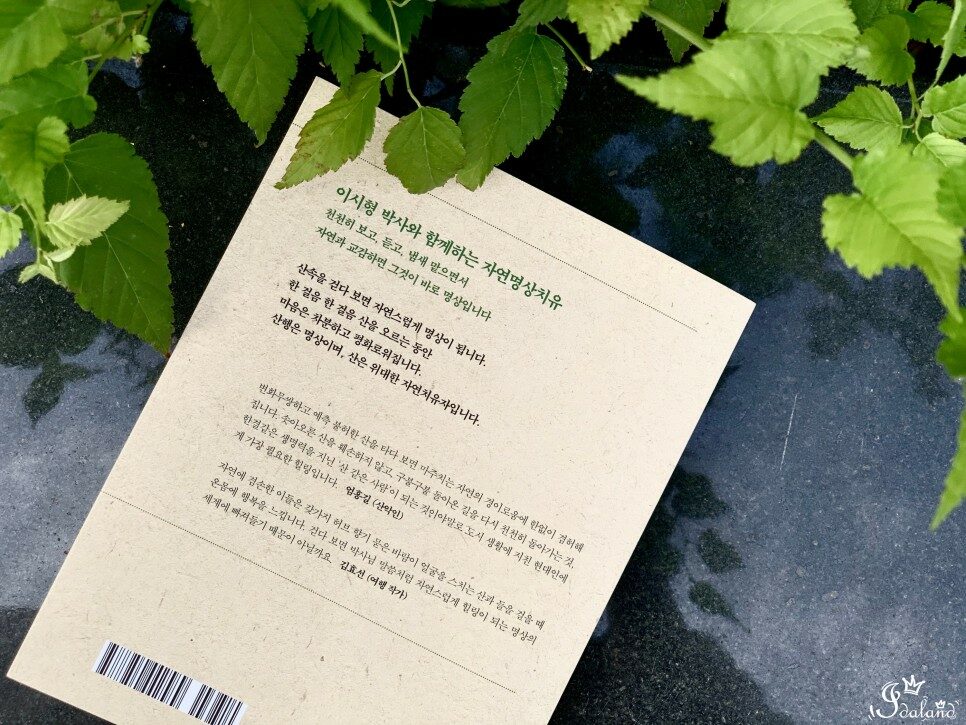 이시형 박사와 함께하는 자연명상치유
천천히 보고, 듣고, 냄새 맡으면서
자연과 교감하면 그것이 바로 명상입니다
산속을 걷다 보면 자연스럽게 명상이 됩니다.
한 걸음 한 걸음 산을 오르는 동안
마음은 차분하고 평화로워집니다.
산행은 명상이며, 산은 위대한 자연치유자입니다.
변화무쌍하고 예측 불허한 산을 타다 보면 마주치는 자연의 경이로움에 한없이 겸허해
집니다. 솟아오른 산을 훼손하지 않고, 구불구불 돌아온 길을 다시 천천히 돌아가는 것,
한결같은 생명력을 지닌 '산 같은 사람'이 되는 것이야말로 도시 생활에 지친 현대인에
게 가장 필요한 힐링입니다. 엄홍길 (산악인)
자연에 겸손한 이들은 갖가지 허브 향기 품은 바람이 얼굴을 스치는 산과 들을 걸을 때
온몸에 행복을 느낍니다. 걷다 보면 박사님 말씀처럼 자연스럽게 힐링이 되는 명상의
세계에 빠져들기 때문이 아닐까요. 김효선 (여행 작가)
daland